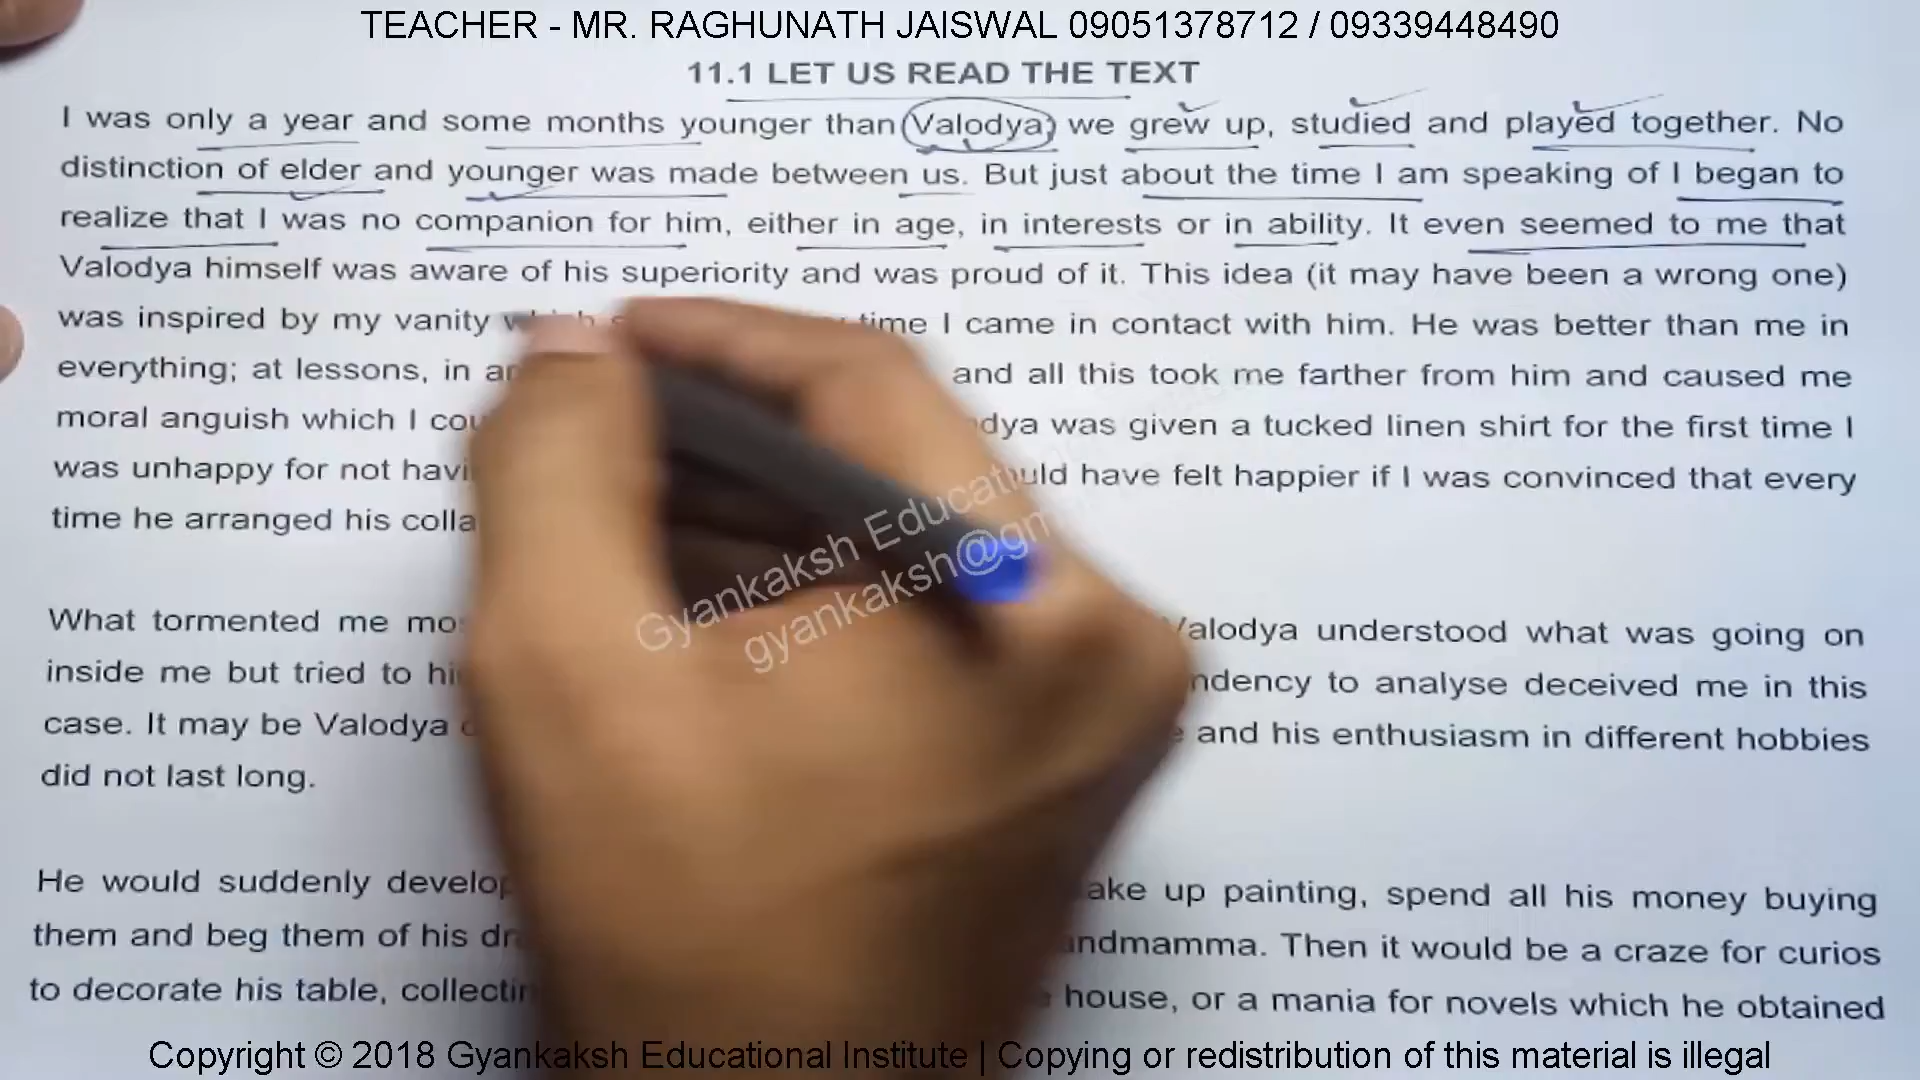 TEACHER - MR. RAGHUNATH JAISWAL 09051378712 / 09339448490
11.1 LET US READ THE TEXT
I was only a year and some months younger than Valodya; we grew up, studied and played together. No
distinction of elder and younger was made between us. But just about the time I am speaking of I began to
realize that I was no companion for him, either in age, in interests or in ability. It even seemed to me that
Valodya himself was aware of his superiority and was proud of it. This idea (it may have been a wrong one)
was inspired by my vanity time I came in contact with him. He was better than me in
everything; at lessons, in and all this took me farther from him and caused me
moral anguish which I was given a tucked linen shirt for the first time I
was unhappy for not have felt happier if I was convinced that every
time he arranged his
Gyankaksh
gyankaksh@
What tormented me Valodya understood what was going on
inside me but tried to to analyse deceived me in this
case. It may be Valodya and his enthusiasm in different hobbies
did not last long.
He would suddenly up painting, spend all his money buying
them and beg them of his Then it would be a craze for curios
to decorate his table, house, or a mania for novels which he obtained
Copyright © 2018 Gyankaksh Educational Institute | Copying or redistribution of this material is illegal